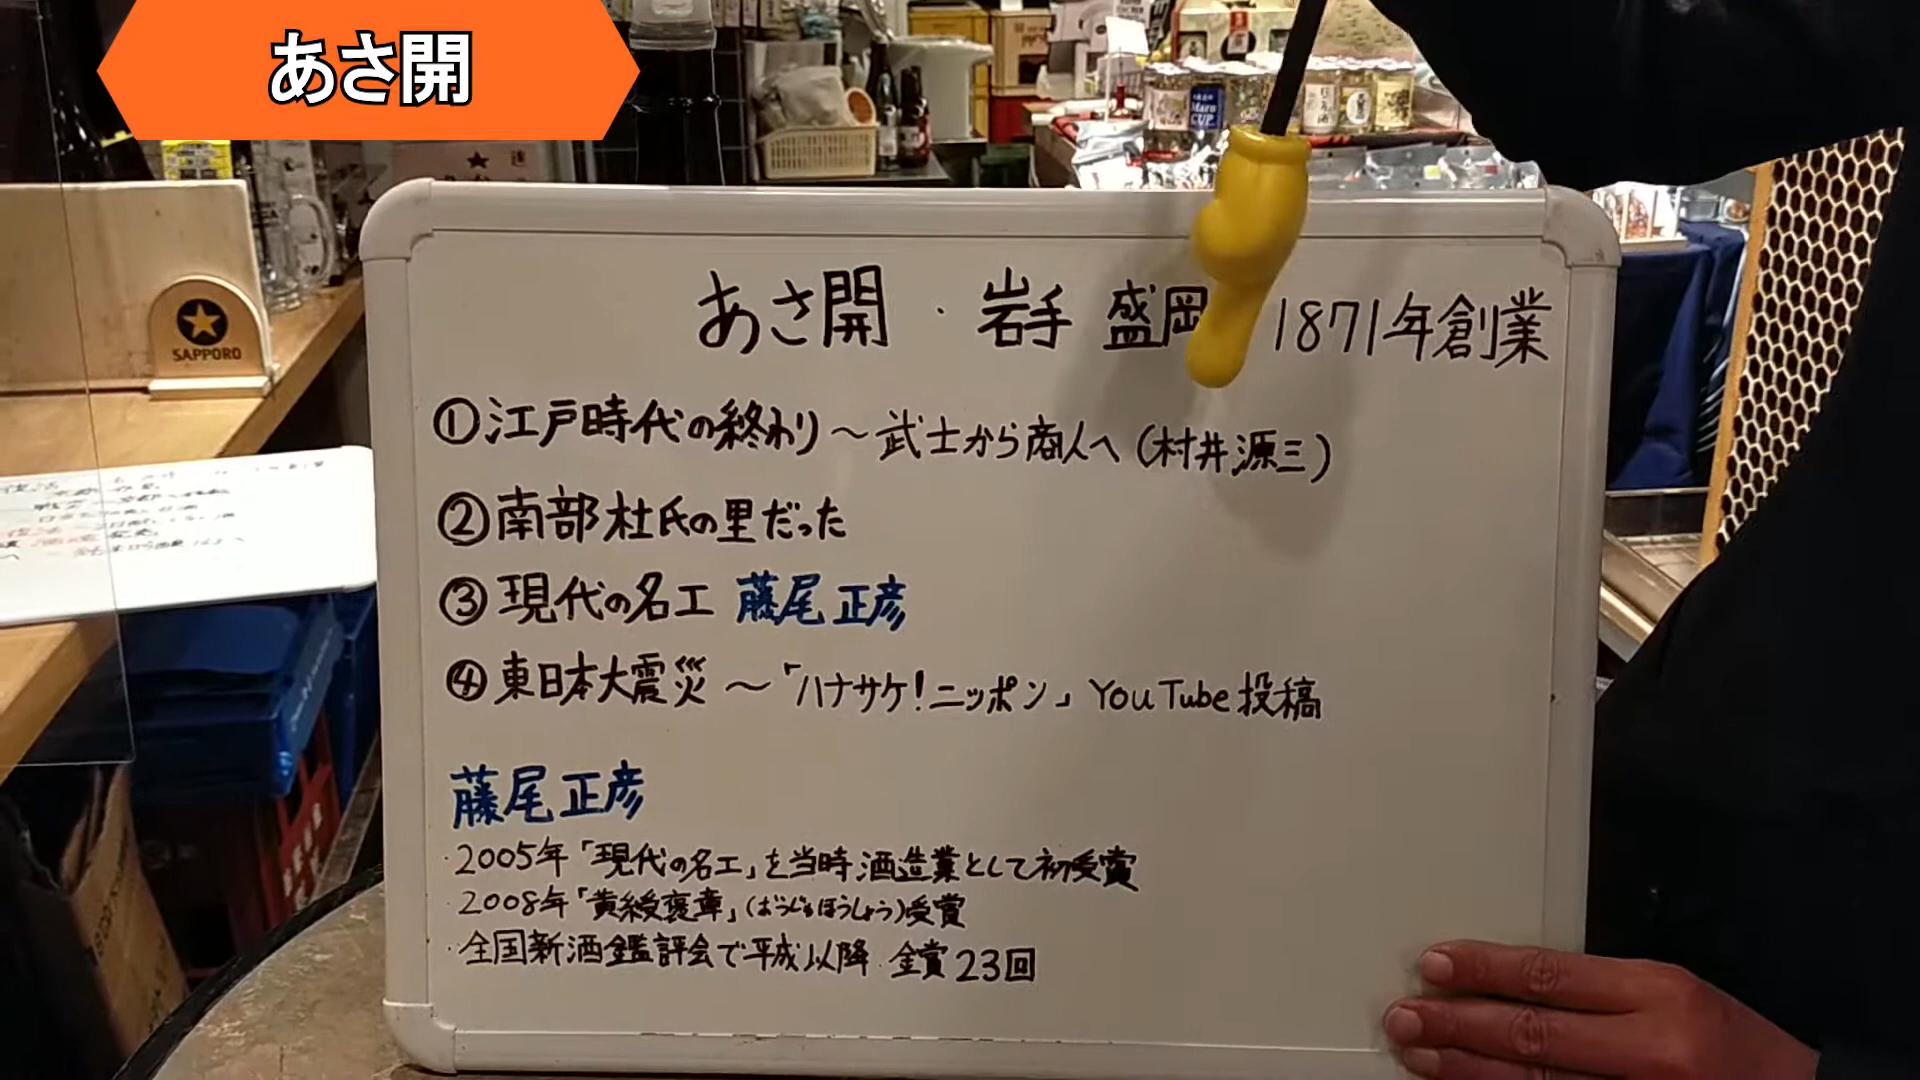 あさ開
Maru
CUP
SAPPORO
あさ開・岩手 盛岡 1871年創業
①江戸時代の終わり～武士から商人へ(村井源三)
②南部杜氏の里だった
③現代の名工 藤尾正彦
④東日本大震災～「ハナサケ!ニッポン」YouTube投稿
藤尾正彦
・2005年「現代の名工」を当時酒造業として初受賞
・2008年「黄綬褒章」(おうじゅほうしょう)受賞
・全国新酒鑑評会で平成以降 金賞23回